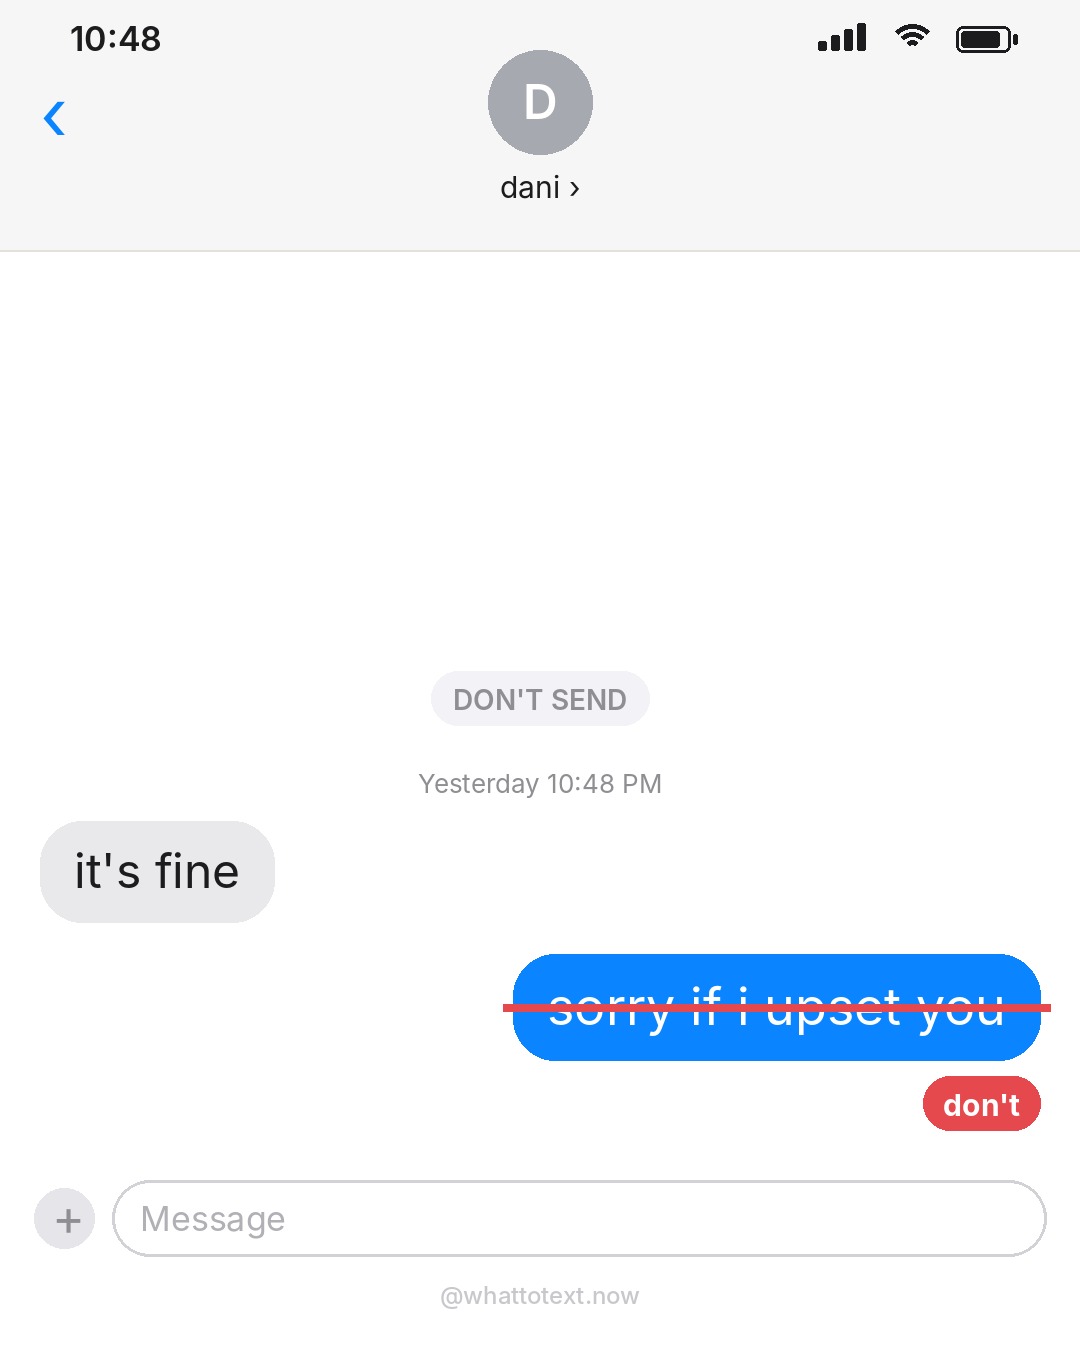 10:48
D
dani ›
DON'T SEND
Yesterday 10:48 PM
it's fine
sorry if i upset you
don't
+ Message
@whattotext.now